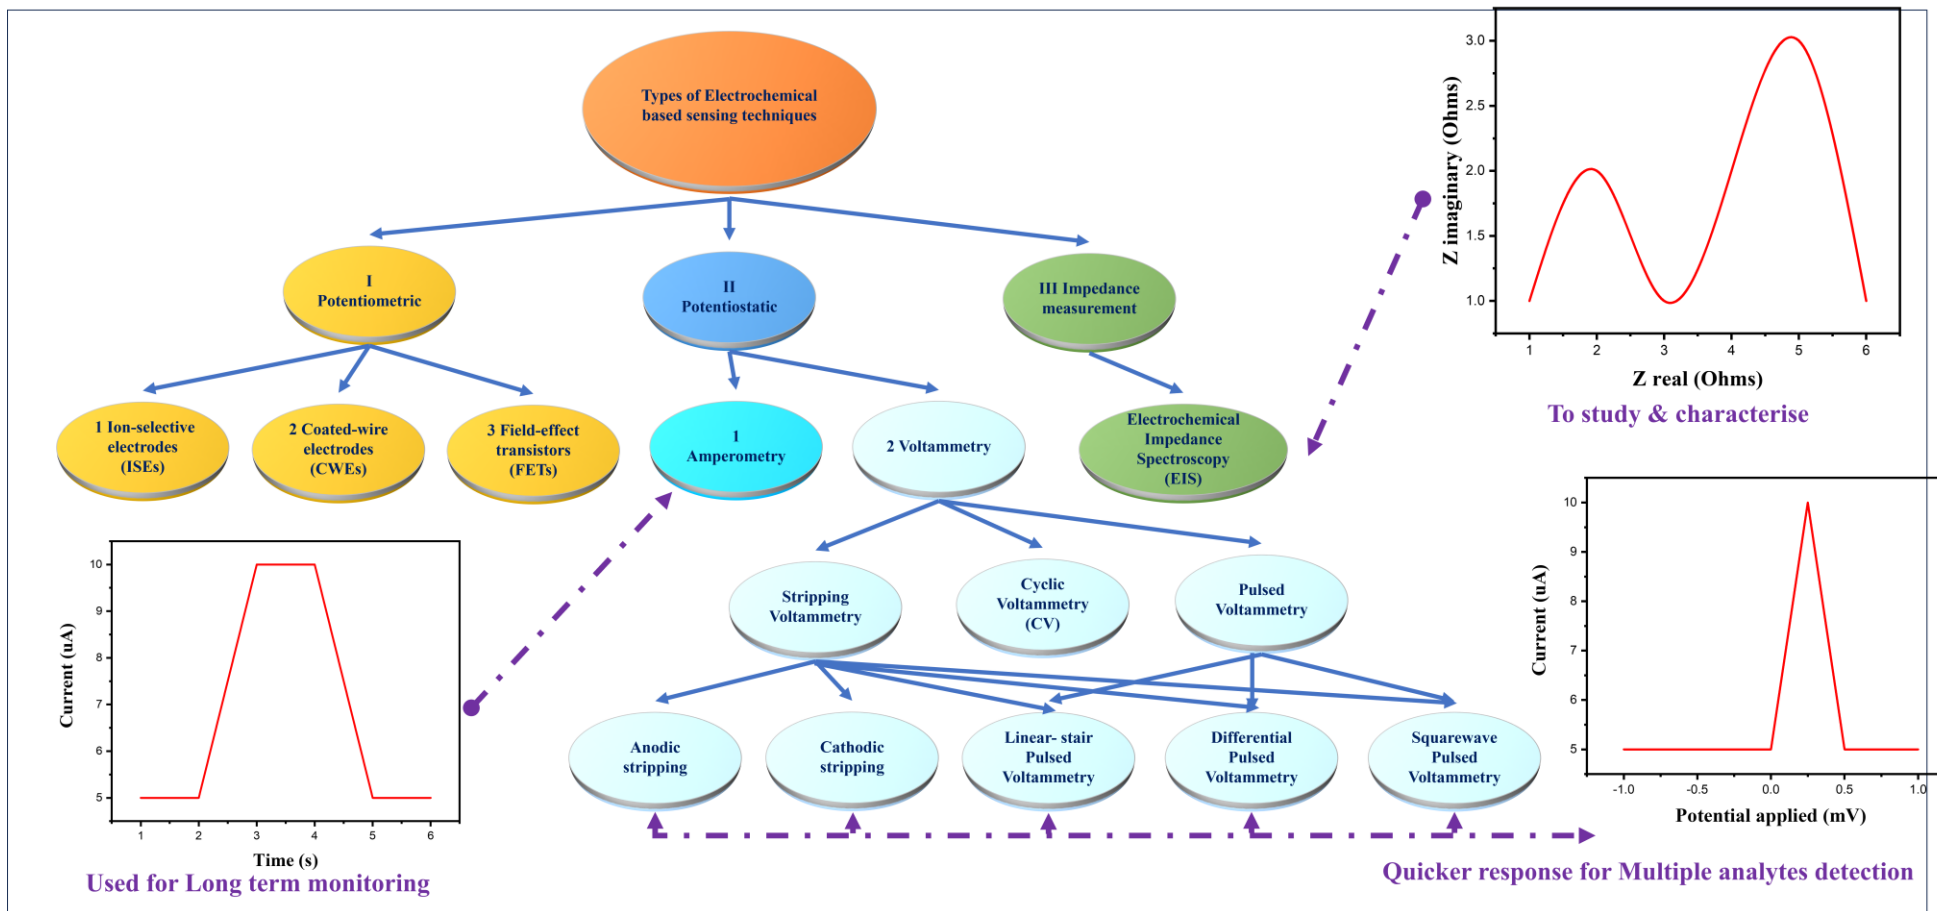 Types of Electrochemical
based sensing techniques
I
Potentiometric
II
Potentiostatic
III Impedance
measurement
1 Ion-selective
electrodes
(ISEs)
2 Coated-wire
electrodes
(CWEs)
3 Field-effect
transistors
(FETs)
1
Amperometry
2 Voltammetry
Electrochemical
Impedance
Spectroscopy
(EIS)
Stripping
Voltammetry
Cyclic
Voltammetry
(CV)
Pulsed
Voltammetry
Anodic
stripping
Cathodic
stripping
Linear- stair
Pulsed
Voltammetry
Differential
Pulsed
Voltammetry
Squarewave
Pulsed
Voltammetry
Z imaginary (Ohms)
3.0
2.5
2.0
1.5
1.0
1 2 3 4 5 6
Z real (Ohms)
To study & characterise
Current (uA)
10
9
8
7
6
5
1 2 3 4 5 6
Time (s)
Used for Long term monitoring
Current (uA)
10
9
8
7
6
5
-1.0 -0.5 0.0 0.5 1.0
Potential applied (mV)
Quicker response for Multiple analytes detection